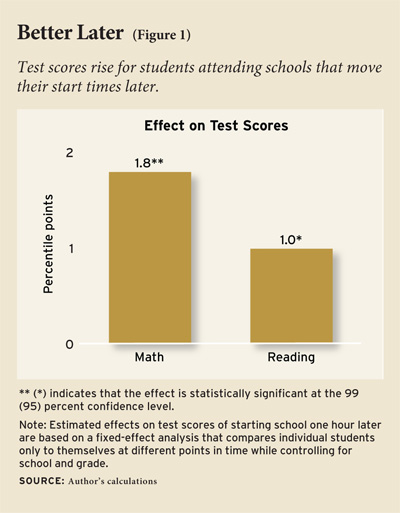 Better Later (Figure 1)
Test scores rise for students attending schools that move
their start times later.
Effect on Test Scores
Percentile points
2
1
0
1.8**
1.0*
Math
Reading
** (*) indicates that the effect is statistically significant at the 99
(95) percent confidence level.
Note: Estimated effects on test scores of starting school one hour later
are based on a fixed-effect analysis that compares individual students
only to themselves at different points in time while controlling for
school and grade.
SOURCE: Author's calculations